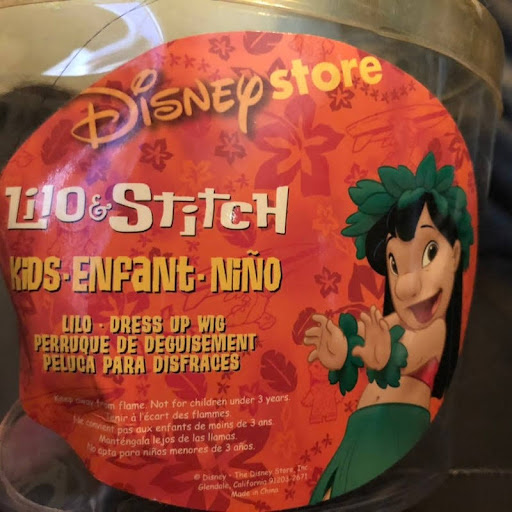 Disney store
Lilo & Stitch
KIDS · ENFANT · NIÑO
LILO · DRESS UP WIG
PERRUQUE DE DEGUISEMENT
PELUCA PARA DISFRACES
Keep away from flame. Not for children under 3 years.
Tenir à l'écart des flammes.
Ne convient pas aux enfants de moins de 3 ans.
Manténgala lejos de las llamas.
No apta para niños menores de 3 años.
© Disney · The Disney Store, Inc
Glendale, California 91203-2671
Made in China